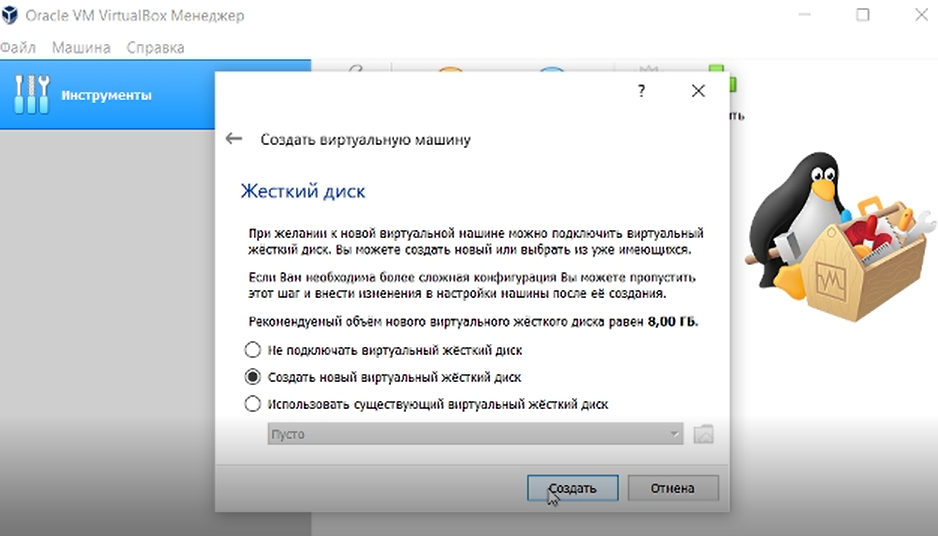 Oracle VM VirtualBox Менеджер
Файл Машина Справка
Инструменты
?
ть
Создать виртуальную машину
Жесткий диск
При желании к новой виртуальной машине можно подключить виртуальный
жёсткий диск. Вы можете создать новый или выбрать из уже имеющихся.
Если Вам необходима более сложная конфигурация Вы можете пропустить
этот шаг и внести изменения в настройки машины после её создания.
Рекомендуемый объём нового виртуального жёсткого диска равен 8,00 ГБ.
Не подключать виртуальный жёсткий диск
Создать новый виртуальный жёсткий диск
Использовать существующий виртуальный жёсткий диск
Пусто
Создать Отмена